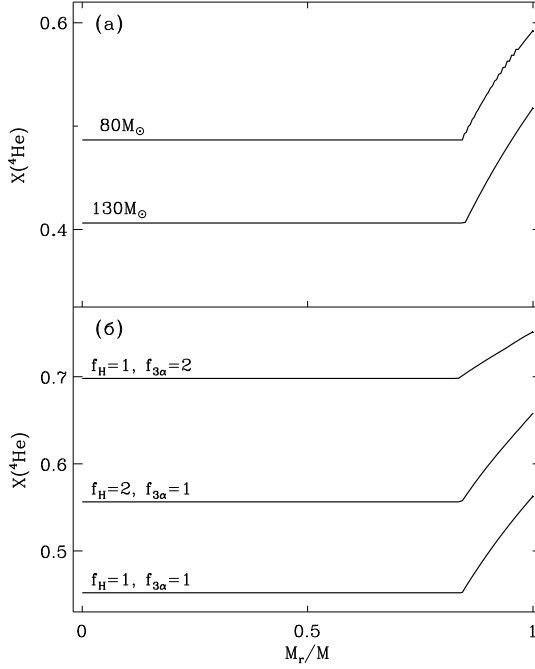 (а)
0.6
80M⊙
X(⁴He)
130M⊙
0.4
(б)
f_H=1, f_3α=2
0.7
X(⁴He)
0.6
f_H=2, f_3α=1
0.5
f_H=1, f_3α=1
0 0.5 1
M_r/M